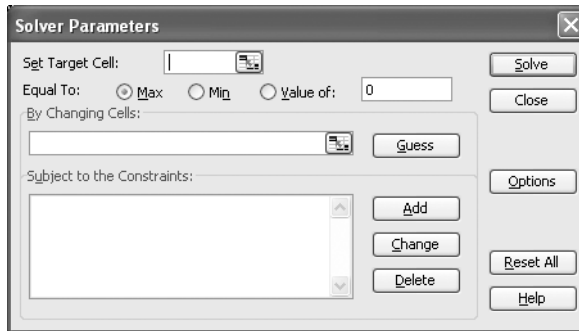 Solver Parameters
Set Target Cell:
Solve
Equal To: Max Min Value of: 0
Close
By Changing Cells:
Guess
Subject to the Constraints:
Options
Add
Change
Reset All
Delete
Help